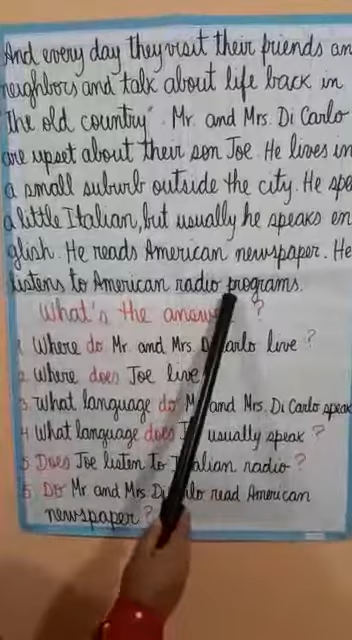 And every day they visit their friends an
neighbors and talk about life back in
"the old country". Mr. and Mrs. Di Carlo
are upset about their son Joe. He lives in
a small suburb outside the city. He spe
a little Italian, but usually he speaks en
glish. He reads American newspaper. He
listens to American radio programs.
What's the answe ?
1 Where do Mr. and Mrs. D Carlo live?
2 Where does Joe live
3 What language do M and Mrs. Di Carlo speak
4 What language does J usually speak?
5 Does Joe listen to I alian radio?
6 Do Mr and Mrs Di lo read American
newspaper?